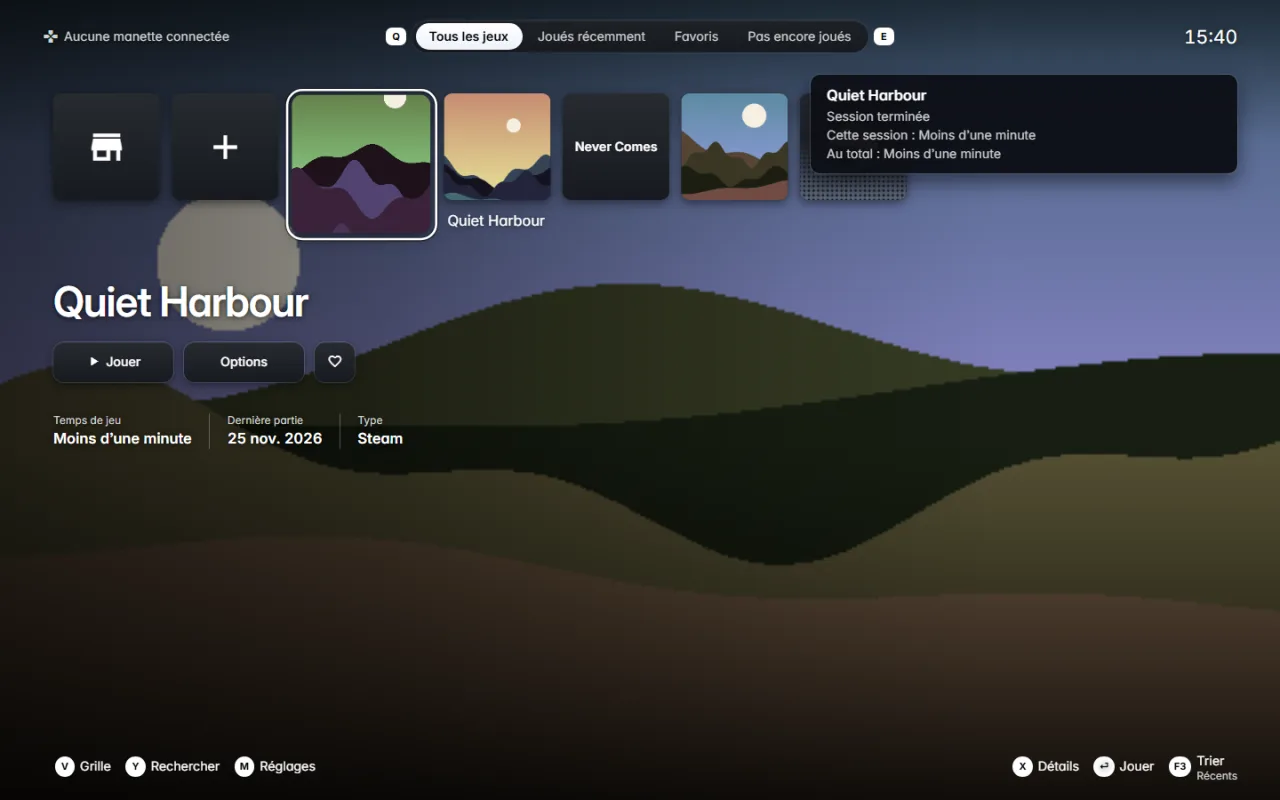 Aucune manette connectée
Q
Tous les jeux
Joués récemment
Favoris
Pas encore joués
E
15:40
Quiet Harbour
Session terminée
Cette session : Moins d'une minute
Au total : Moins d'une minute
Never Comes
Quiet Harbour
Quiet Harbour
Jouer
Options
Temps de jeu
Moins d'une minute
Dernière partie
25 nov. 2026
Type
Steam
V Grille
Y Rechercher
M Réglages
X Détails
Jouer
F3 Trier
Récents